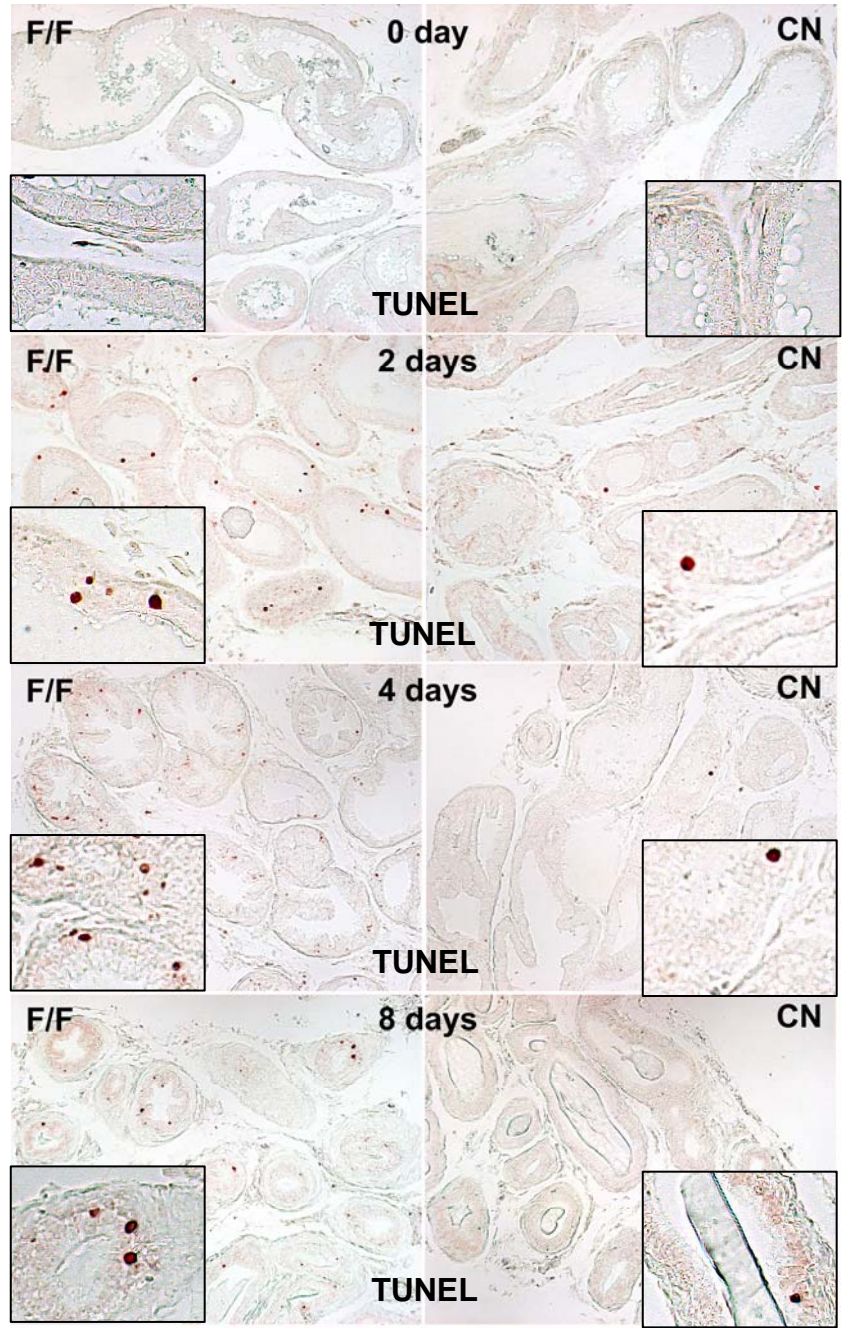 F/F 0 day CN
TUNEL
F/F 2 days CN
TUNEL
F/F 4 days CN
TUNEL
F/F 8 days CN
TUNEL